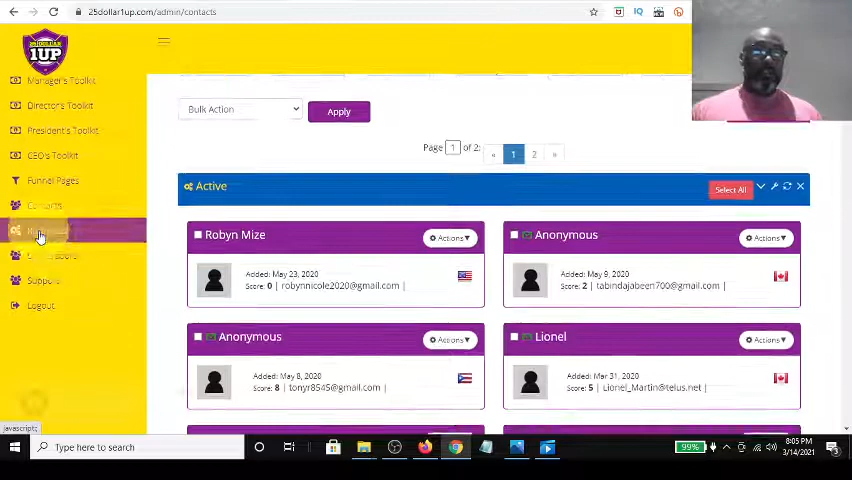 25dollar1up.com/admin/contacts
25DOLLAR
1UP
Manager's Toolkit
Director's Toolkit
President's Toolkit
CEO's Toolkit
Funnel Pages
Contacts
Support
Logout
Bulk Action
Apply
Page 1 of 2: « 1 2 »
Active
Select All
Robyn Mize
Actions▼
Added: May 23, 2020
Score: 0 | robynnicole2020@gmail.com |
Anonymous
Actions▼
Added: May 9, 2020
Score: 2 | tabindajabeen700@gmail.com |
Anonymous
Actions▼
Added: May 8, 2020
Score: 8 | tonyr8545@gmail.com |
Lionel
Actions▼
Added: Mar 31, 2020
Score: 5 | Lionel_Martin@telus.net |
javascript:;
Type here to search
99%
8:05 PM
3/14/2021
3